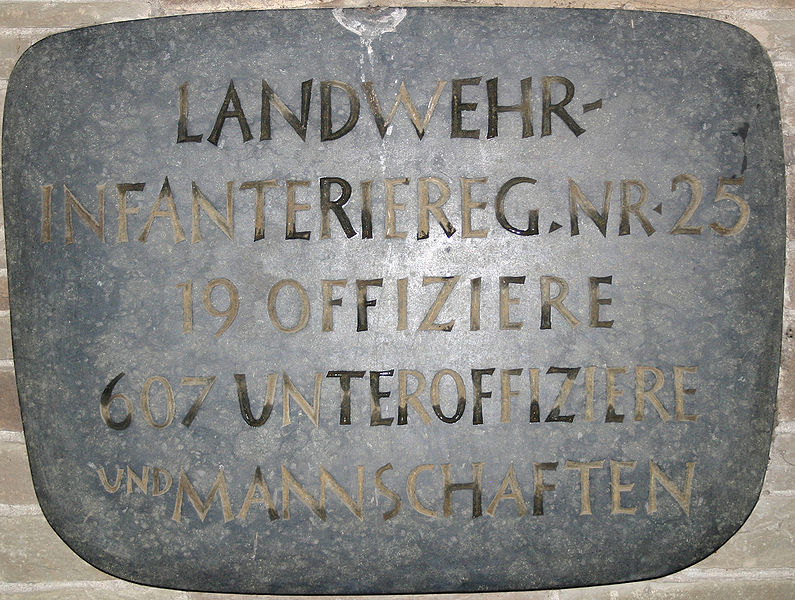 LANDWEHR-
INFANTERIEREG. NR. 25
19 OFFIZIERE
607 UNTEROFFIZIERE
UND MANNSCHAFTEN